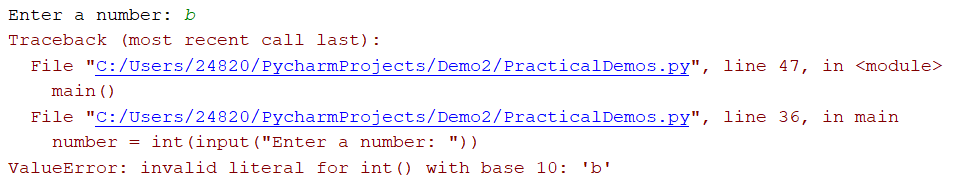 Enter a number: b
Traceback (most recent call last):
  File "C:/Users/24820/PycharmProjects/Demo2/PracticalDemos.py", line 47, in <module>
    main()
  File "C:/Users/24820/PycharmProjects/Demo2/PracticalDemos.py", line 36, in main
    number = int(input("Enter a number: "))
ValueError: invalid literal for int() with base 10: 'b'